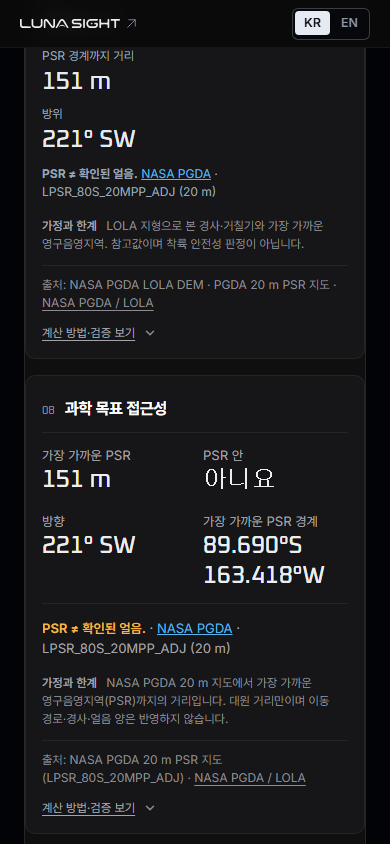 LUNA SIGHT ↗
KR EN
PSR 경계까지 거리
151 m
방위
221° SW
PSR ≠ 확인된 얼음. NASA PGDA ·
LPSR_80S_20MPP_ADJ (20 m)
가정과 한계 LOLA 지형으로 본 경사·거칠기와 가장 가까운
영구음영지역. 참고값이며 착륙 안전성 판정이 아닙니다.
출처: NASA PGDA LOLA DEM · PGDA 20 m PSR 지도 ·
NASA PGDA / LOLA
계산 방법·검증 보기
08 과학 목표 접근성
가장 가까운 PSR PSR 안
151 m 아니요
방향 가장 가까운 PSR 경계
221° SW 89.690°S
163.418°W
PSR ≠ 확인된 얼음. · NASA PGDA ·
LPSR_80S_20MPP_ADJ (20 m)
가정과 한계 NASA PGDA 20 m 지도에서 가장 가까운
영구음영지역(PSR)까지의 거리입니다. 대원 거리만이며 이동
경로·경사·얼음 양은 반영하지 않습니다.
출처: NASA PGDA 20 m PSR 지도
(LPSR_80S_20MPP_ADJ) · NASA PGDA / LOLA
계산 방법·검증 보기